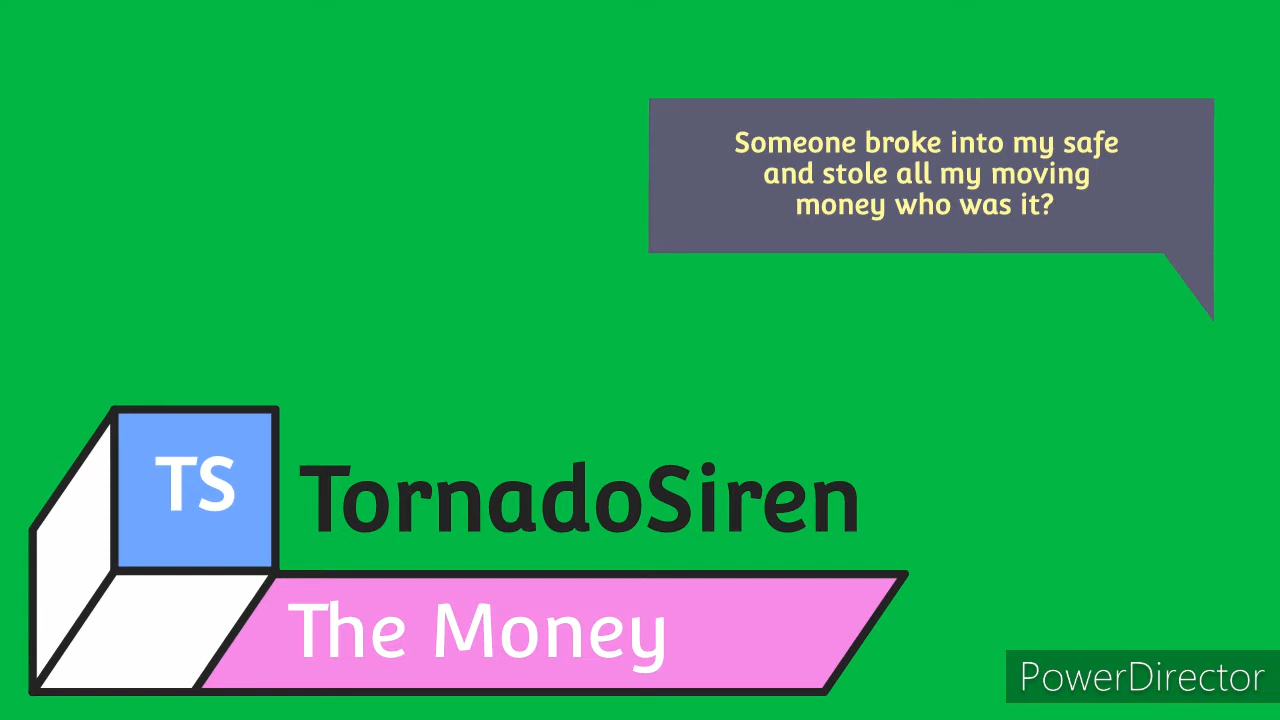 Someone broke into my safe
and stole all my moving
money who was it?
TS
TornadoSiren
The Money
PowerDirector